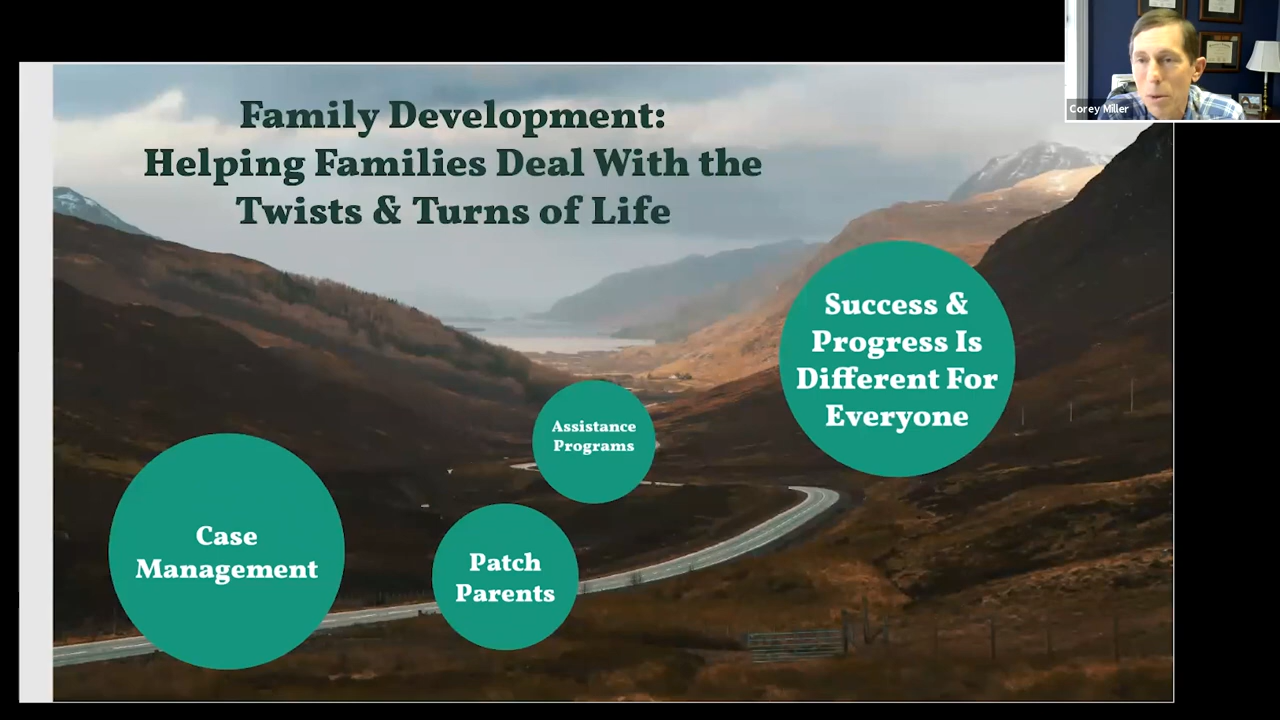 Family Development:
Helping Families Deal With the
Twists & Turns of Life
Corey Miller
Success &
Progress Is
Different For
Everyone
Assistance
Programs
Case
Management
Patch
Parents